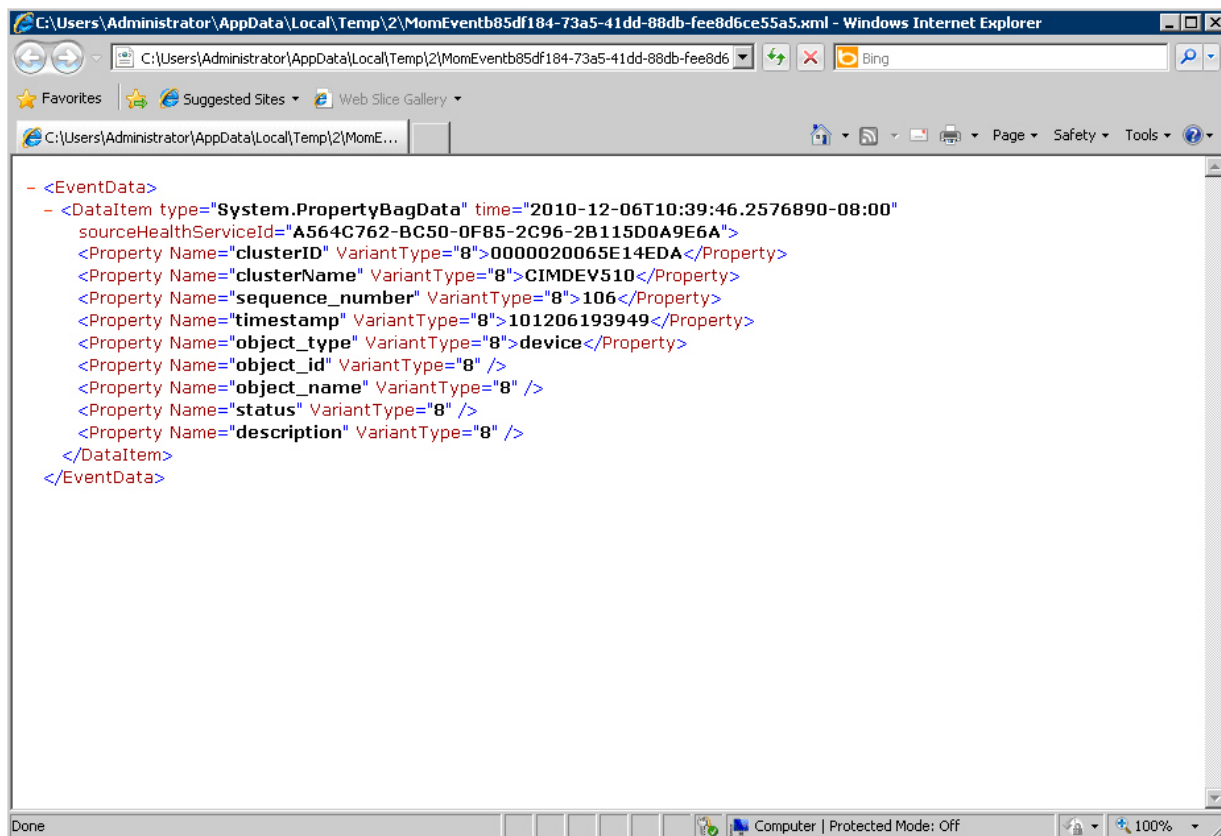 C:\Users\Administrator\AppData\Local\Temp\2\MomEventb85df184-73a5-41dd-88db-fee8d6ce55a5.xml - Windows Internet Explorer
C:\Users\Administrator\AppData\Local\Temp\2\MomEventb85df184-73a5-41dd-88db-fee8d6
Bing
Favorites Suggested Sites Web Slice Gallery
C:\Users\Administrator\AppData\Local\Temp\2\MomE... Page Safety Tools
- <EventData>
- <DataItem type="System.PropertyBagData" time="2010-12-06T10:39:46.2576890-08:00"
sourceHealthServiceId="A564C762-BC50-0F85-2C96-2B115D0A9E6A">
<Property Name="clusterID" VariantType="8">0000020065E14EDA</Property>
<Property Name="clusterName" VariantType="8">CIMDEV510</Property>
<Property Name="sequence_number" VariantType="8">106</Property>
<Property Name="timestamp" VariantType="8">101206193949</Property>
<Property Name="object_type" VariantType="8">device</Property>
<Property Name="object_id" VariantType="8" />
<Property Name="object_name" VariantType="8" />
<Property Name="status" VariantType="8" />
<Property Name="description" VariantType="8" />
</DataItem>
</EventData>
Done Computer | Protected Mode: Off 100%